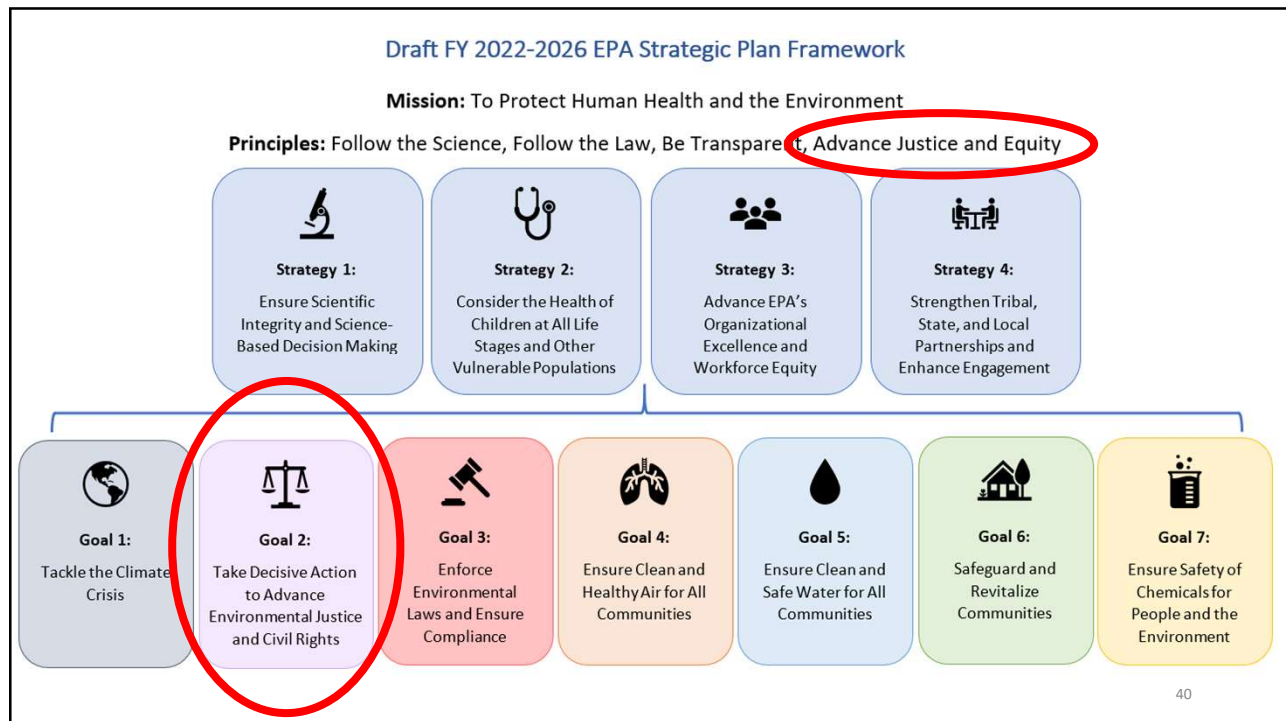 Draft FY 2022-2026 EPA Strategic Plan Framework
Mission: To Protect Human Health and the Environment
Principles: Follow the Science, Follow the Law, Be Transparent, Advance Justice and Equity
Strategy 1:
Ensure Scientific
Integrity and Science-
Based Decision Making
Strategy 2:
Consider the Health of
Children at All Life
Stages and Other
Vulnerable Populations
Strategy 3:
Advance EPA's
Organizational
Excellence and
Workforce Equity
Strategy 4:
Strengthen Tribal,
State, and Local
Partnerships and
Enhance Engagement
Goal 1:
Tackle the Climate
Crisis
Goal 2:
Take Decisive Action
to Advance
Environmental Justice
and Civil Rights
Goal 3:
Enforce
Environmental
Laws and Ensure
Compliance
Goal 4:
Ensure Clean and
Healthy Air for All
Communities
Goal 5:
Ensure Clean and
Safe Water for All
Communities
Goal 6:
Safeguard and
Revitalize
Communities
Goal 7:
Ensure Safety of
Chemicals for
People and the
Environment
40